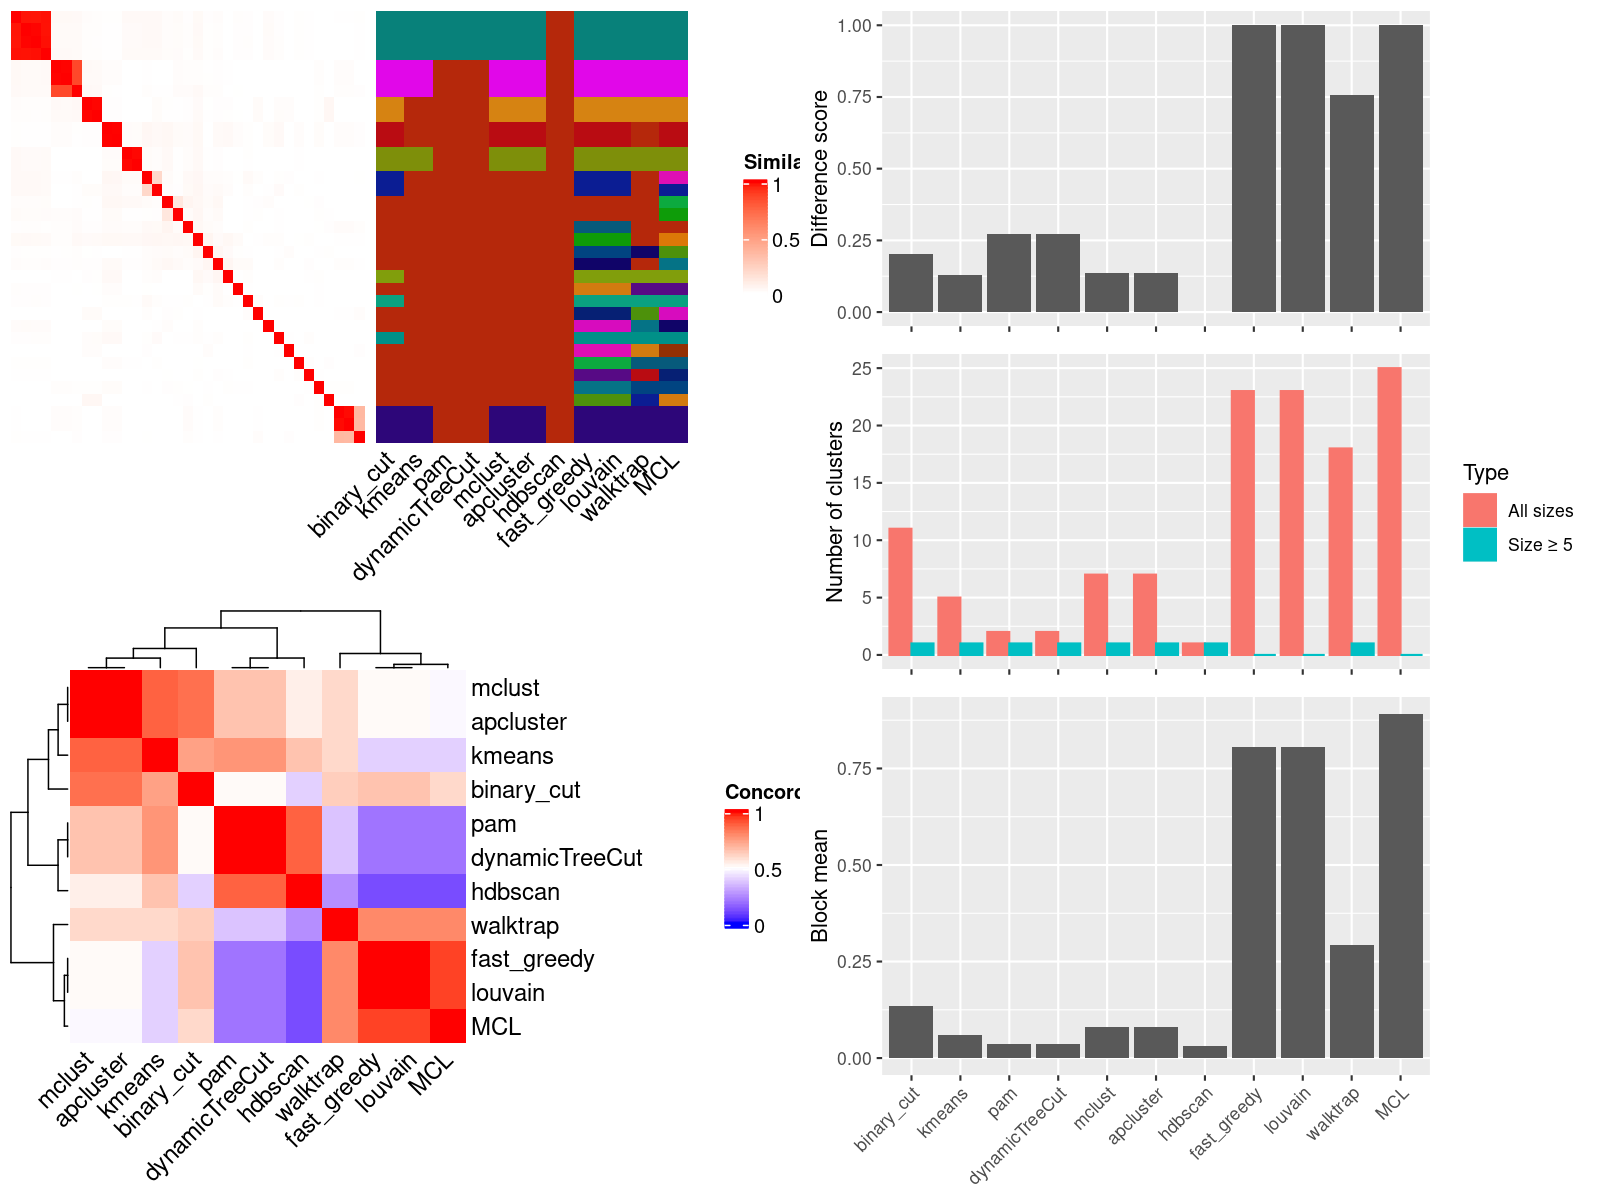 Simila
1
0.5
0
binary_cut
kmeans
pam
dynamicTreeCut
mclust
apcluster
hdbscan
fast_greedy
louvain
walktrap
MCL
Difference score
1.00
0.75
0.50
0.25
0.00
Number of clusters
25
20
15
10
5
0
Type
All sizes
Size ≥ 5
mclust
apcluster
kmeans
binary_cut
pam
dynamicTreeCut
hdbscan
walktrap
fast_greedy
louvain
MCL
mclust
apcluster
kmeans
binary_cut
pam
dynamicTreeCut
hdbscan
walktrap
fast_greedy
louvain
MCL
Concord
1
0.5
0
Block mean
0.75
0.50
0.25
0.00
binary_cut
kmeans
pam
dynamicTreeCut
mclust
apcluster
hdbscan
fast_greedy
louvain
walktrap
MCL